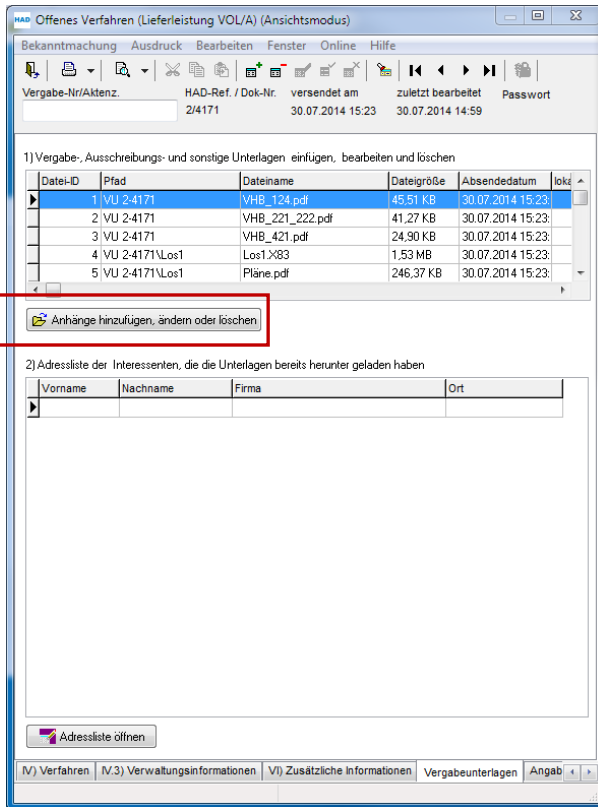 HAD Offenes Verfahren (Lieferleistung VOL/A) (Ansichtsmodus)
Bekanntmachung Ausdruck Bearbeiten Fenster Online Hilfe
Vergabe-Nr/Aktenz. HAD-Ref. / Dok-Nr. versendet am zuletzt bearbeitet Passwort
2/4171 30.07.2014 15:23 30.07.2014 14:59
1) Vergabe-, Ausschreibungs- und sonstige Unterlagen einfügen, bearbeiten und löschen
Datei-ID Pfad Dateiname Dateigröße Absendedatum loka
1 VU 2-4171 VHB_124.pdf 45,51 KB 30.07.2014 15:23:
2 VU 2-4171 VHB_221_222.pdf 41,27 KB 30.07.2014 15:23:
3 VU 2-4171 VHB_421.pdf 24,90 KB 30.07.2014 15:23:
4 VU 2-4171\Los1 Los1.X83 1,53 MB 30.07.2014 15:23:
5 VU 2-4171\Los1 Pläne.pdf 246,37 KB 30.07.2014 15:23:
Anhänge hinzufügen, ändern oder löschen
2) Adressliste der Interessenten, die die Unterlagen bereits herunter geladen haben
Vorname Nachname Firma Ort
Adressliste öffnen
IV) Verfahren IV.3) Verwaltungsinformationen VI) Zusätzliche Informationen Vergabeunterlagen Angab